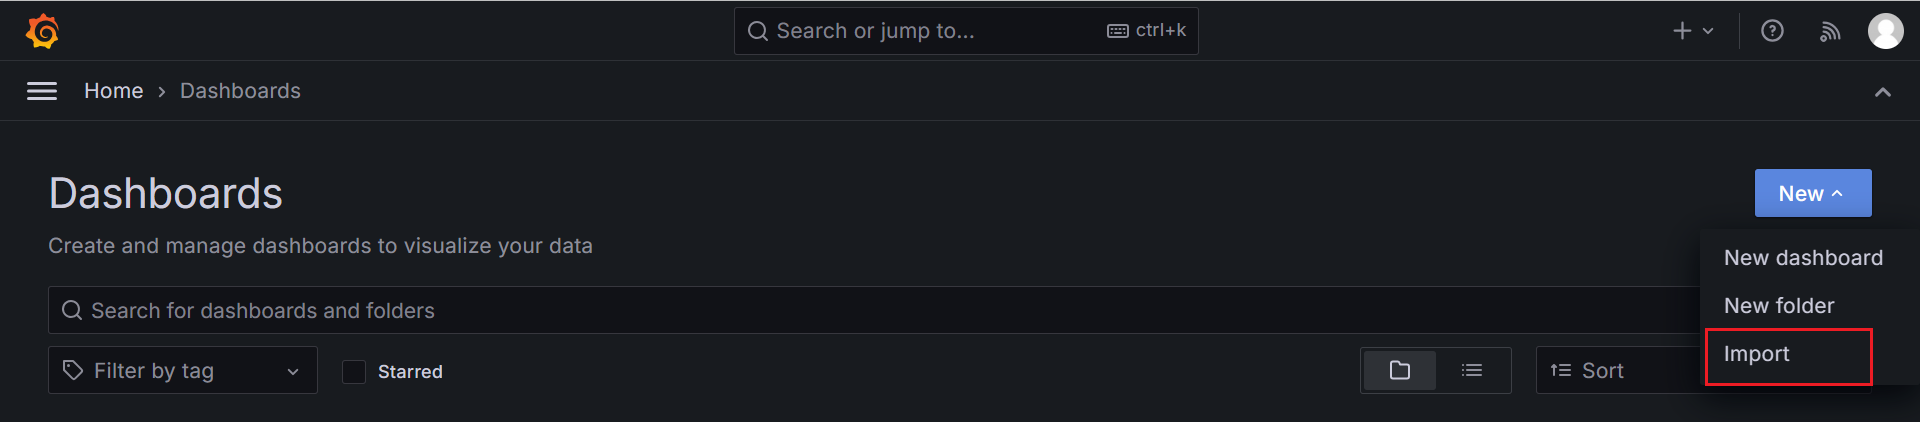 Search or jump to... ctrl+k
Home › Dashboards
Dashboards
New
Create and manage dashboards to visualize your data
New dashboard
Search for dashboards and folders
New folder
Import
Filter by tag
Starred
Sort